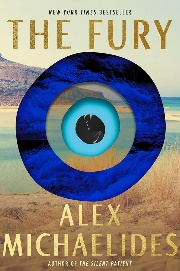 NEW YORK TIMES BESTSELLER
THE FURY
ALEX
MICHAELIDES
AUTHOR OF THE SILENT PATIENT